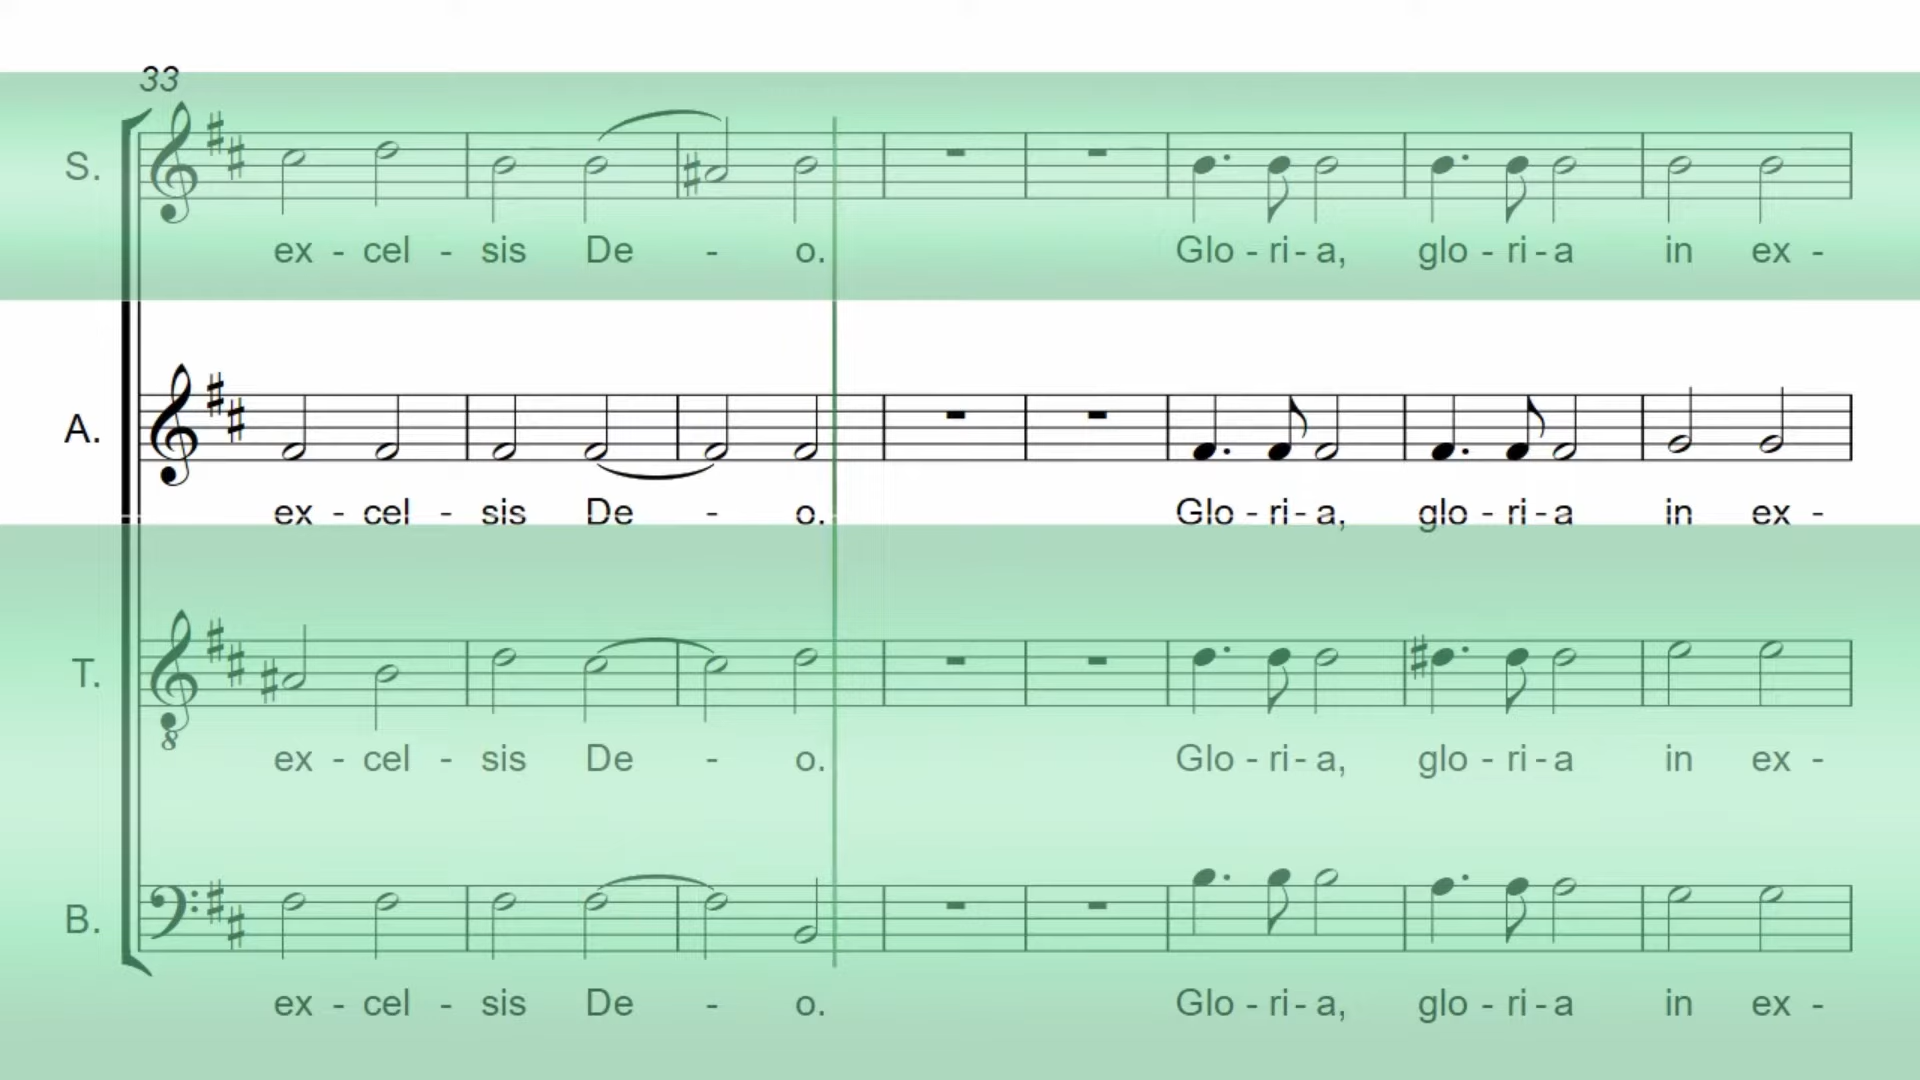 33
S.
ex - cel - sis De - o. Glo - ri - a, glo - ri - a in ex -
A.
ex - cel - sis De - o. Glo - ri - a, glo - ri - a in ex -
T.
8
ex - cel - sis De - o. Glo - ri - a, glo - ri - a in ex -
B.
ex - cel - sis De - o. Glo - ri - a, glo - ri - a in ex -